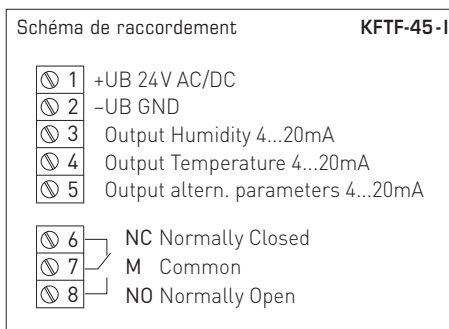 Schéma de raccordement KFTF-45-I
1 +UB 24V AC/DC
2 –UB GND
3 Output Humidity 4...20mA
4 Output Temperature 4...20mA
5 Output altern. parameters 4...20mA
6 NC Normally Closed
7 M Common
8 NO Normally Open